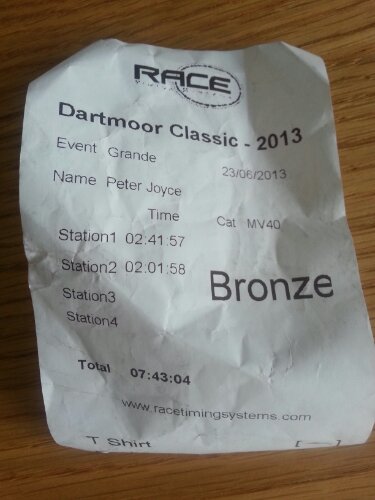 RACE
Dartmoor Classic - 2013
Event Grande 23/06/2013
Name Peter Joyce
Time Cat MV40
Station1 02:41:57
Station2 02:01:58
Bronze
Station3
Station4
Total 07:43:04
www.racetimingsystems.com
T Shirt